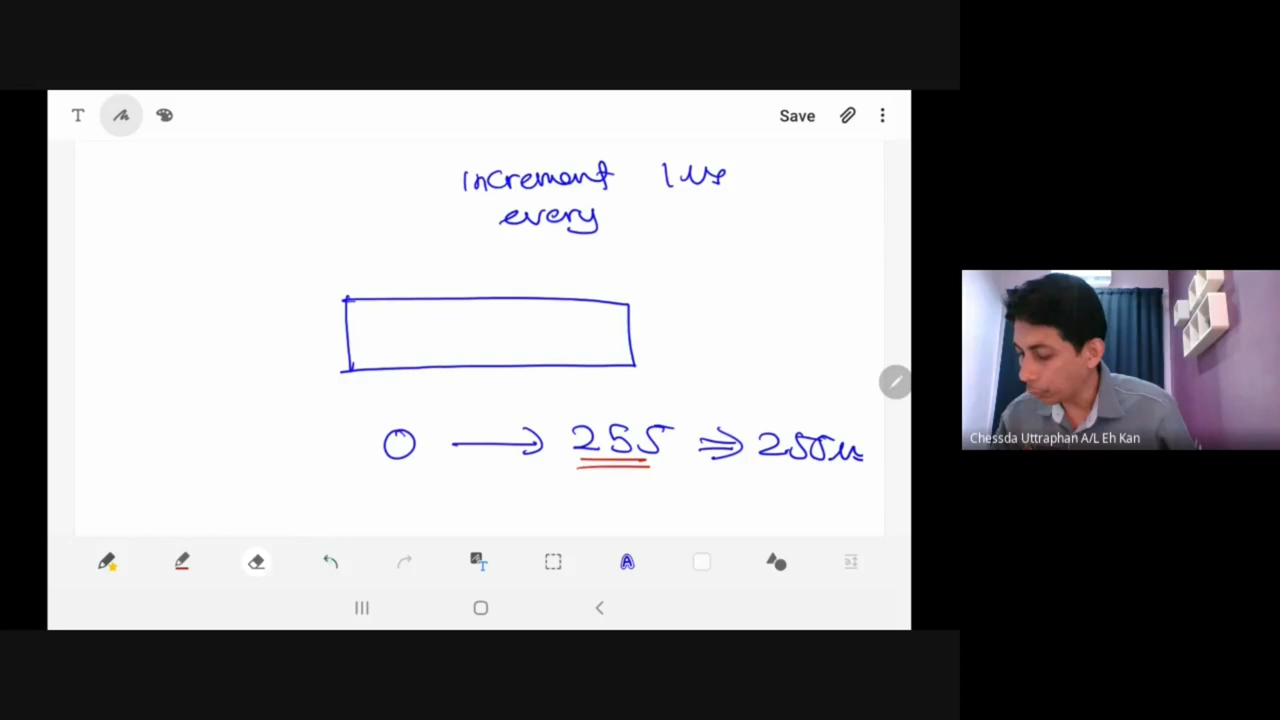 T
Save
increment 1us
every
0 → 255 ⇒ 255us
T
A
Chessda Uttraphan A/L Eh Kan